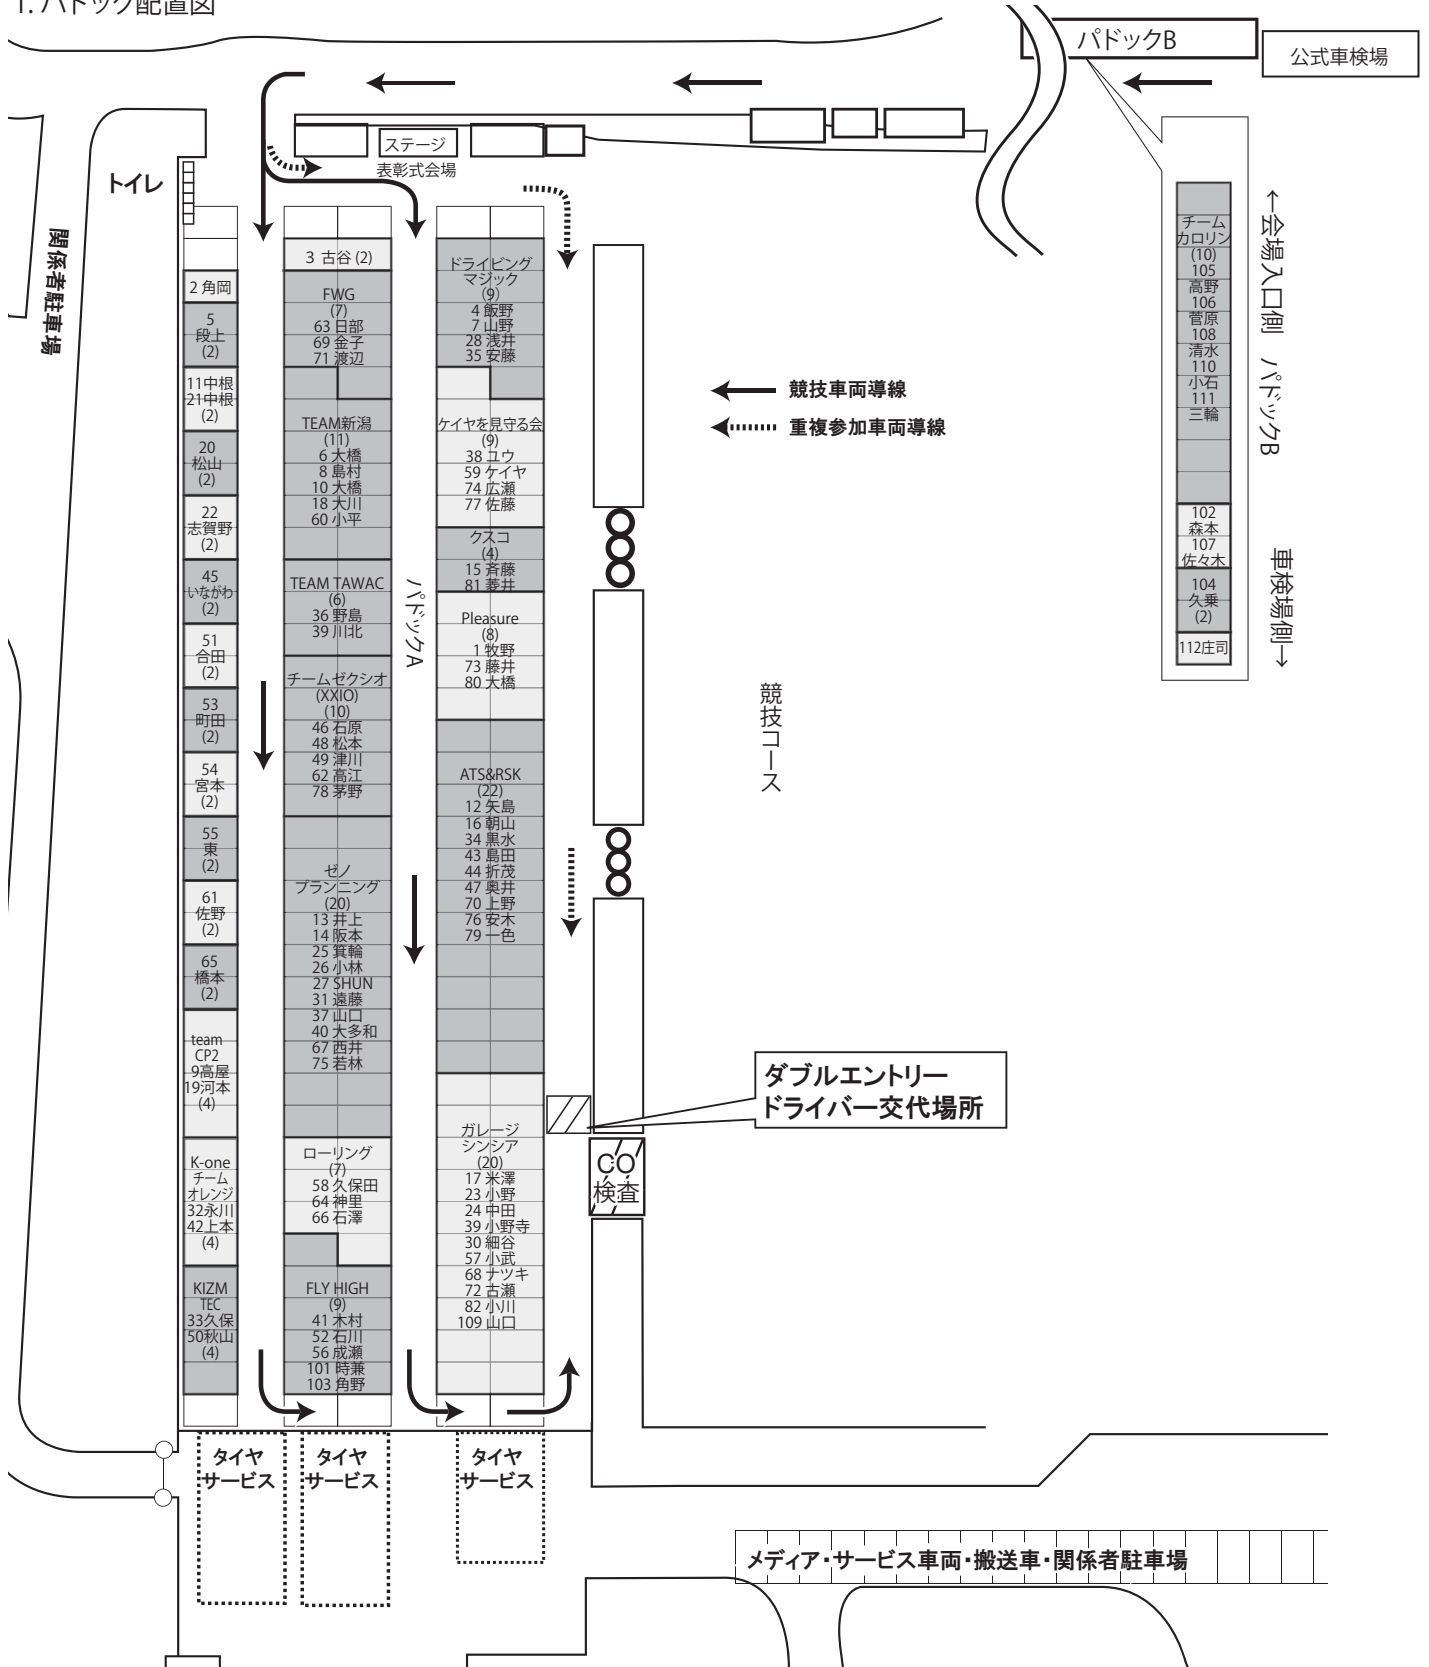 1. パドック配置図
パドックB
公式車検場
ステージ
表彰式会場
トイレ
関係者駐車場
2 角岡
5
段上
(2)
11中根
21中根
(2)
20
松山
(2)
22
志賀野
(2)
45
いながわ
(2)
51
合田
(2)
53
町田
(2)
54
宮本
(2)
55
東
(2)
61
佐野
(2)
65
橋本
(2)
team
CP2
9高屋
19河本
(4)
K-one
チーム
オレンジ
32永川
42上本
(4)
KIZM
TEC
33久保
50秋山
(4)
3 古谷 (2)
FWG
(7)
63 日部
69 金子
71 渡辺
TEAM新潟
(11)
6 大橋
8 島村
10 大橋
18 大川
60 小平
TEAM TAWAC
(6)
36 野島
39 川北
チームゼクシオ
(XXIO)
(10)
46 石原
48 松本
49 津川
62 高江
78 茅野
ゼノ
プランニング
(20)
13 井上
14 阪本
25 箕輪
26 小林
27 SHUN
31 遠藤
37 山口
40 大多和
67 西井
75 若林
ローリング
(7)
58 久保田
64 神里
66 石澤
FLY HIGH
(9)
41 木村
52 石川
56 成瀬
101 時兼
103 角野
パドックA
ドライビング
マジック
(9)
4 飯野
7 山野
28 浅井
35 安藤
ケイヤを見守る会
(9)
38 ユウ
59 ケイヤ
74 広瀬
77 佐藤
クスコ
(4)
15 斉藤
81 菱井
Pleasure
(8)
1 牧野
73 藤井
80 大橋
ATS&RSK
(22)
12 矢島
16 朝山
34 黒水
43 島田
44 折茂
47 奥井
70 上野
76 安木
79 一色
ガレージ
シンシア
(20)
17 米澤
23 小野
24 中田
39 小野寺
30 細谷
57 小武
68 ナツキ
72 古瀬
82 小川
109 山口
競技車両導線
重複参加車両導線
競技コース
ダブルエントリー
ドライバー交代場所
CO
検査
チーム
カロリン
(10)
105
高野
106
菅原
108
清水
110
小石
111
三輪
102
森本
107
佐々木
104
久乗
(2)
112庄司
←会場入口側 パドックB
車検場側→
タイヤ
サービス
タイヤ
サービス
タイヤ
サービス
メディア・サービス車両・搬送車・関係者駐車場